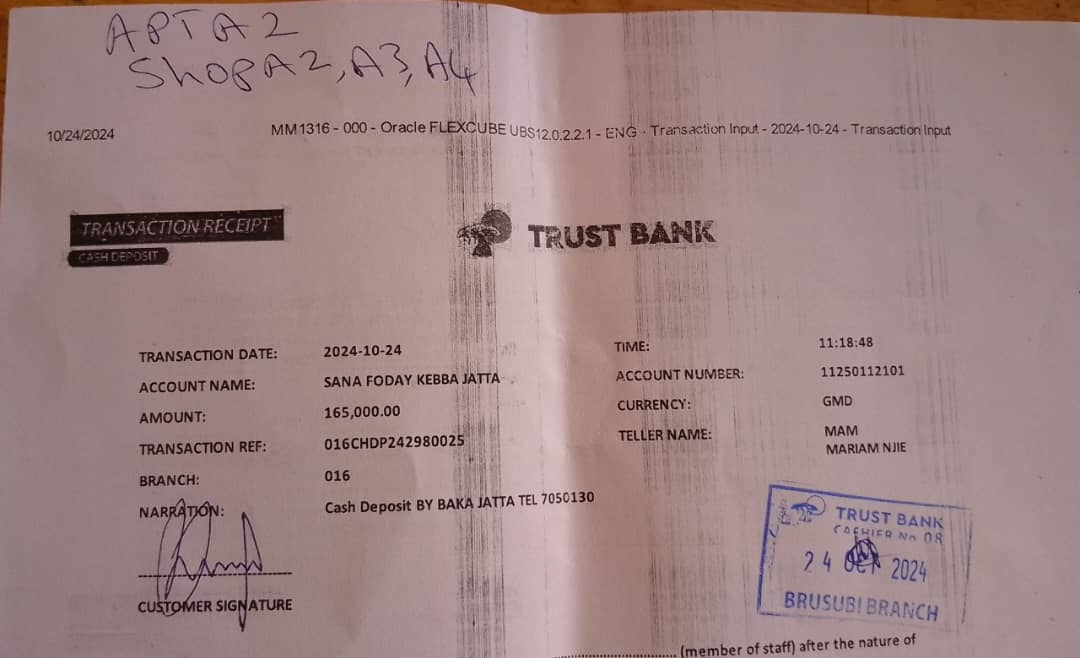 APT A2
SHOP A2, A3, A4
10/24/2024
MM1316 - 000 - Oracle FLEXCUBE UBS12.0.2.2.1 - ENG - Transaction Input - 2024-10-24 - Transaction Input
TRANSACTION RECEIPT
CASH DEPOSIT
TRUST BANK
TRANSACTION DATE: 2024-10-24 TIME: 11:18:48
ACCOUNT NAME: SANA FODAY KEBBA JATTA ACCOUNT NUMBER: 11250112101
AMOUNT: 165,000.00 CURRENCY: GMD
TRANSACTION REF: 016CHDP242980025 TELLER NAME: MAM
MARIAM NJIE
BRANCH: 016
NARRATION: Cash Deposit BY BAKA JATTA TEL 7050130
CUSTOMER SIGNATURE
TRUST BANK
CASHIER No 08
24 OCT 2024
BRUSUBI BRANCH
(member of staff) after the nature of